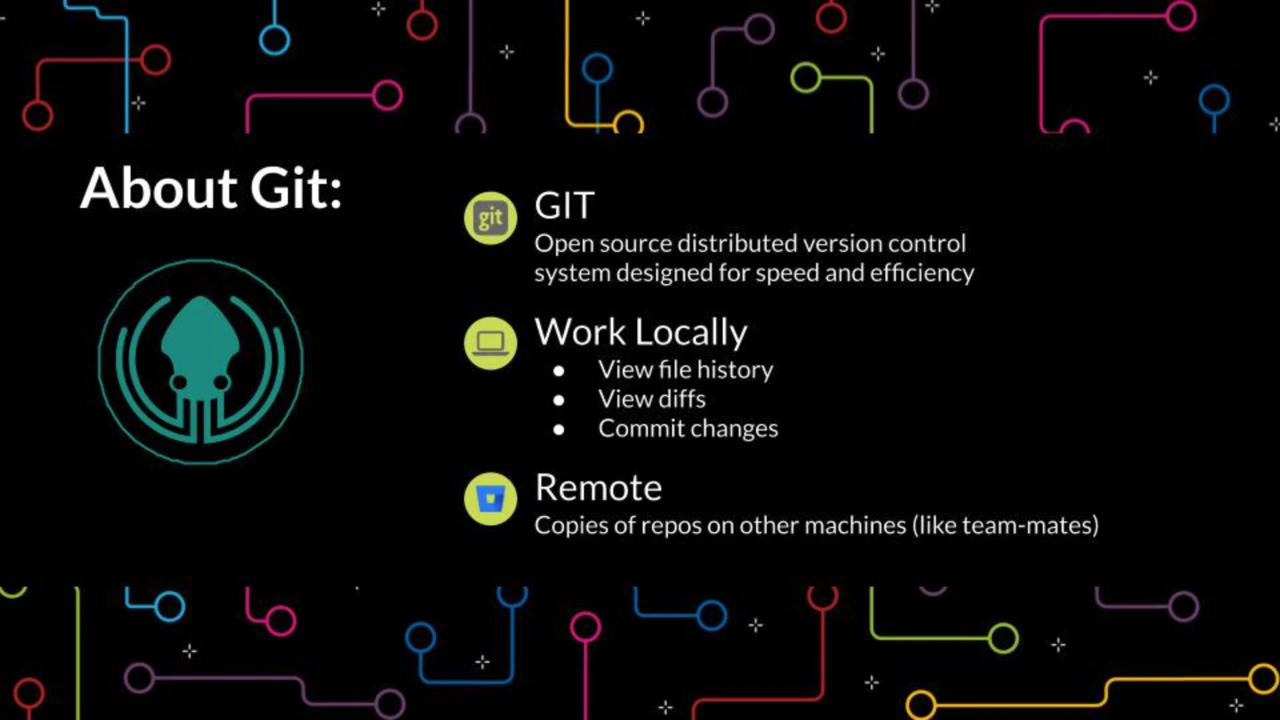 About Git:
git
GIT
Open source distributed version control
system designed for speed and efficiency
Work Locally
● View file history
● View diffs
● Commit changes
Remote
Copies of repos on other machines (like team-mates)